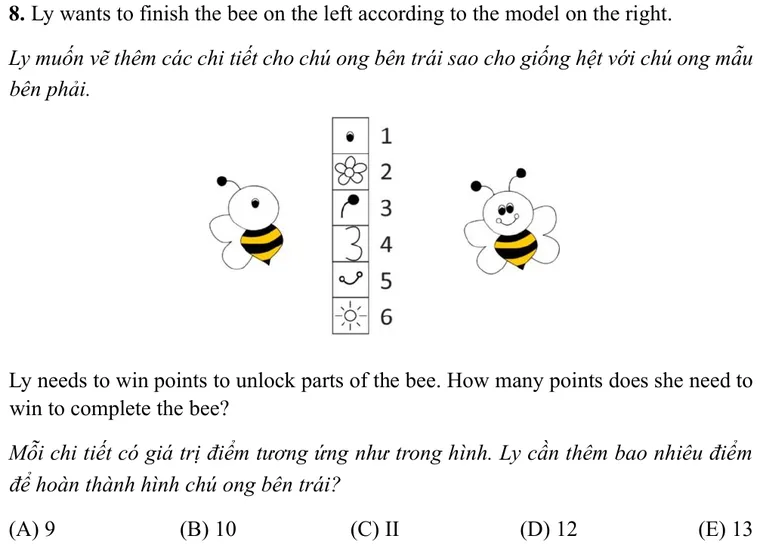 8. Ly wants to finish the bee on the left according to the model on the right.
Ly muốn vẽ thêm các chi tiết cho chú ong bên trái sao cho giống hệt với chú ong mẫu
bên phải.
1
2
3
4
5
6
Ly needs to win points to unlock parts of the bee. How many points does she need to
win to complete the bee?
Mỗi chi tiết có giá trị điểm tương ứng như trong hình. Ly cần thêm bao nhiêu điểm
để hoàn thành hình chú ong bên trái?
(A) 9 (B) 10 (C) II (D) 12 (E) 13